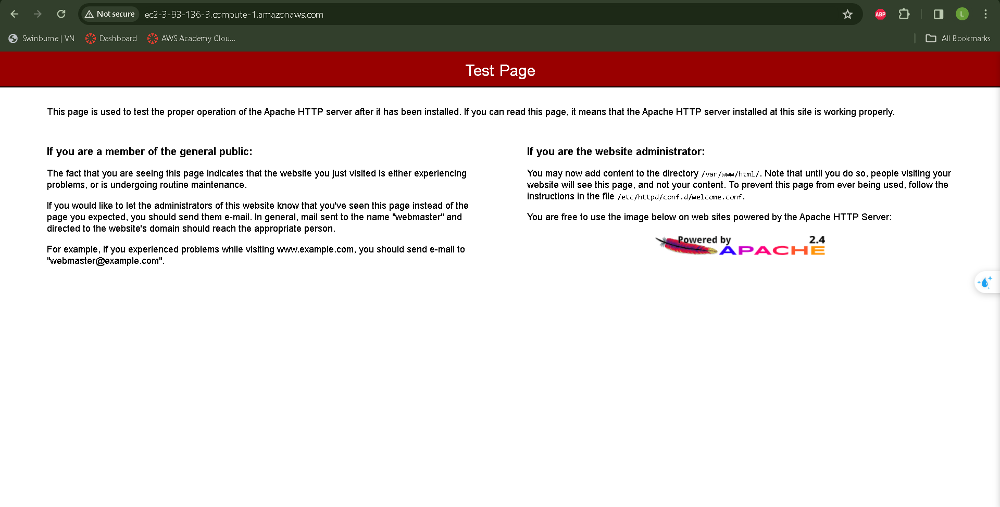 Not secure ec2-3-93-136-3.compute-1.amazonaws.com ABP L
Swinburne | VN Dashboard AWS Academy Clou... All Bookmarks
Test Page
This page is used to test the proper operation of the Apache HTTP server after it has been installed. If you can read this page, it means that the Apache HTTP server installed at this site is working properly.
If you are a member of the general public:
The fact that you are seeing this page indicates that the website you just visited is either experiencing
problems, or is undergoing routine maintenance.
If you would like to let the administrators of this website know that you've seen this page instead of the
page you expected, you should send them e-mail. In general, mail sent to the name "webmaster" and
directed to the website's domain should reach the appropriate person.
For example, if you experienced problems while visiting www.example.com, you should send e-mail to
"webmaster@example.com".
If you are the website administrator:
You may now add content to the directory /var/www/html/. Note that until you do so, people visiting your
website will see this page, and not your content. To prevent this page from ever being used, follow the
instructions in the file /etc/httpd/conf.d/welcome.conf.
You are free to use the image below on web sites powered by the Apache HTTP Server:
Powered by 2.4
APACHE